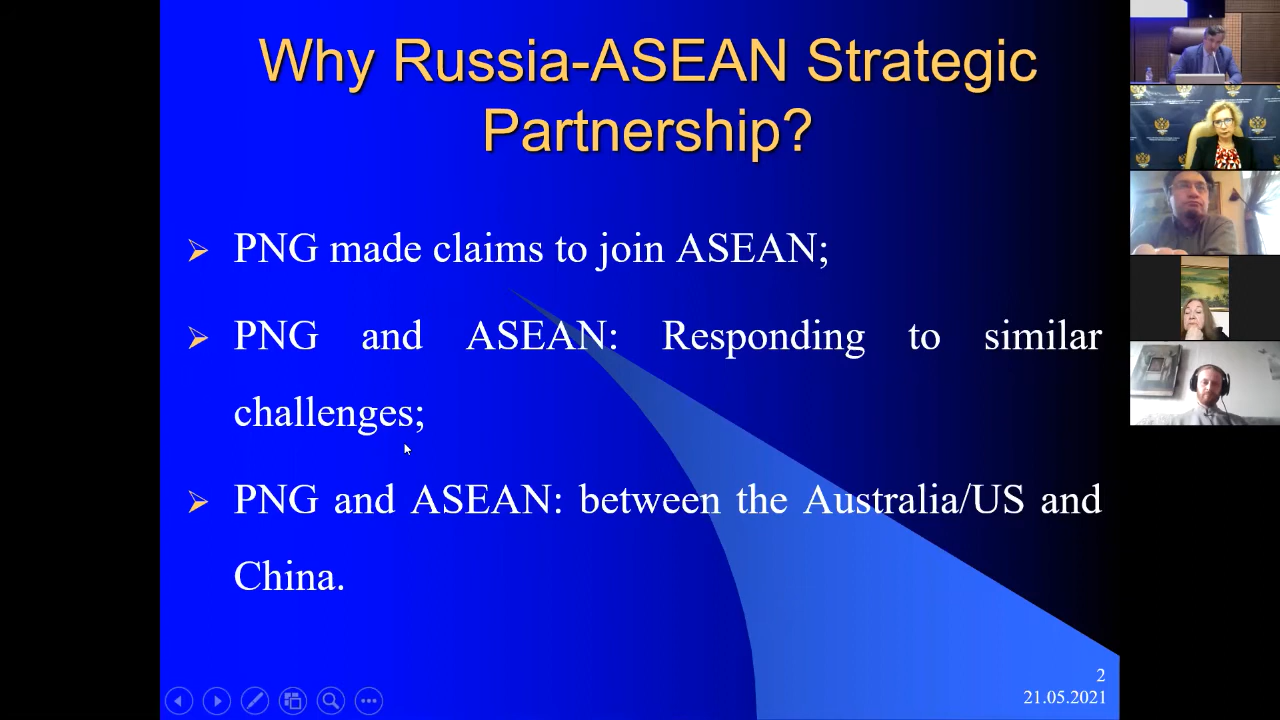 Why Russia-ASEAN Strategic
Partnership?
PNG made claims to join ASEAN;
PNG and ASEAN: Responding to similar
challenges;
PNG and ASEAN: between the Australia/US and
China.
2
21.05.2021